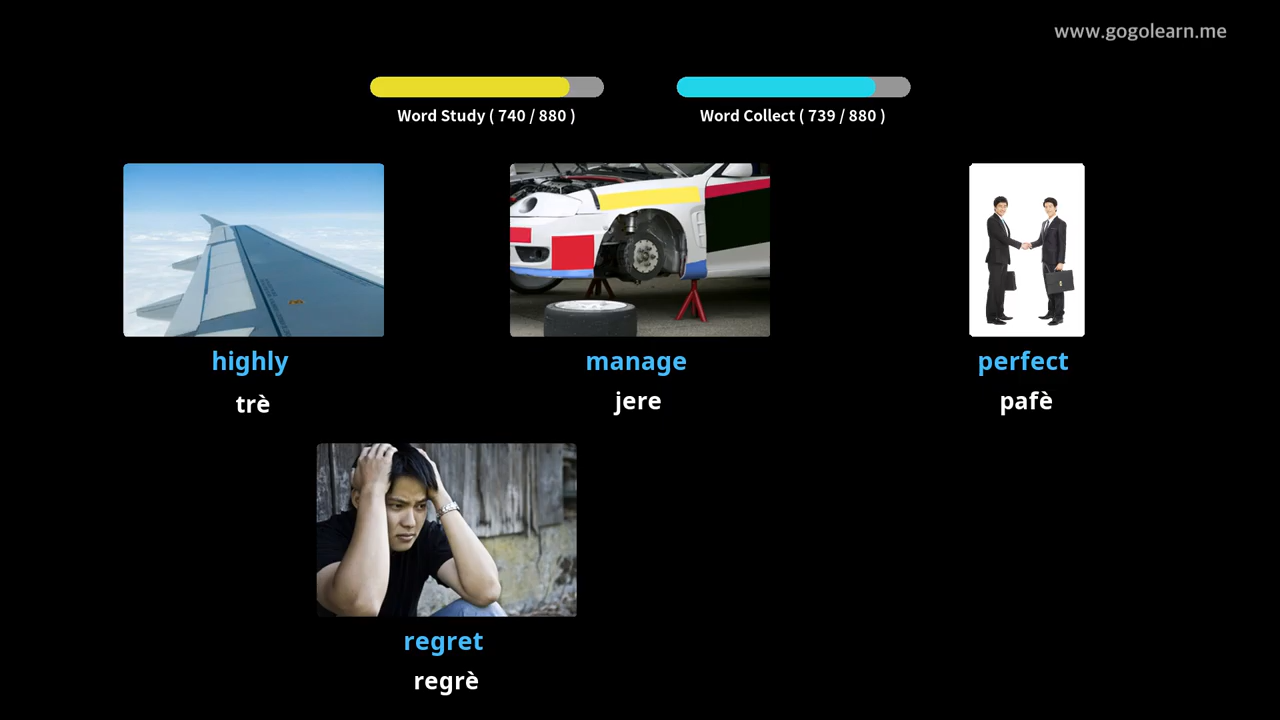 www.gogolearn.me
Word Study ( 740 / 880 )
Word Collect ( 739 / 880 )
highly
manage
perfect
trè
jere
pafè
regret
regrè